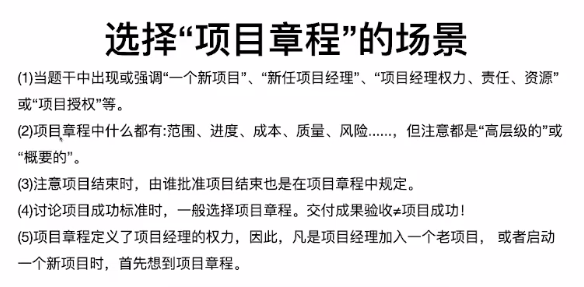 选择“项目章程”的场景
(1)当题干中出现或强调“一个新项目”、“新任项目经理”、“项目经理权力、责任、资源”
或“项目授权”等。
(2)项目章程中什么都有:范围、进度、成本、质量、风险......，但注意都是“高层级的”或
“概要的”。
(3)注意项目结束时，由谁批准项目结束也是在项目章程中规定。
(4)讨论项目成功标准时，一般选择项目章程。交付成果验收≠项目成功！
(5)项目章程定义了项目经理的权力，因此，凡是项目经理加入一个老项目， 或者启动
一个新项目时，首先想到项目章程。